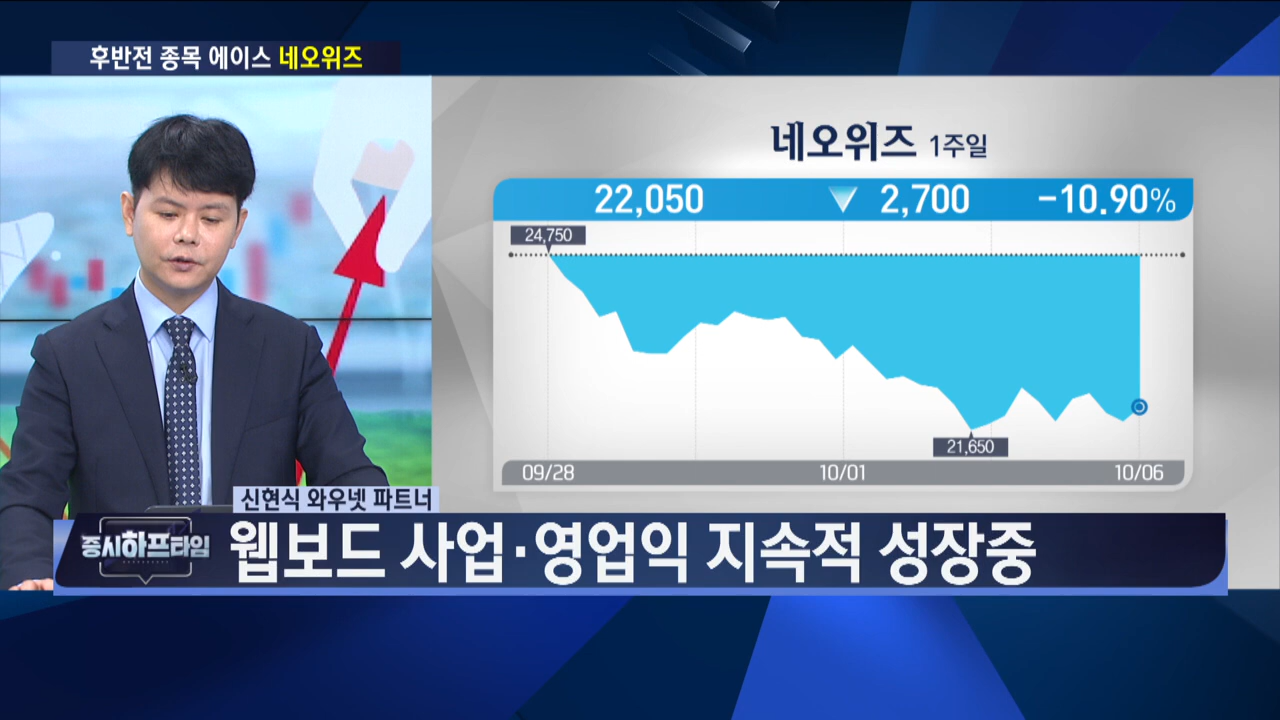 후반전 종목 에이스 네오위즈
네오위즈 1주일
22,050 ▼ 2,700 -10.90%
24,750
21,650
09/28 10/01 10/06
신현식 와우넷 파트너
증시하프타임
웹보드 사업·영업익 지속적 성장중